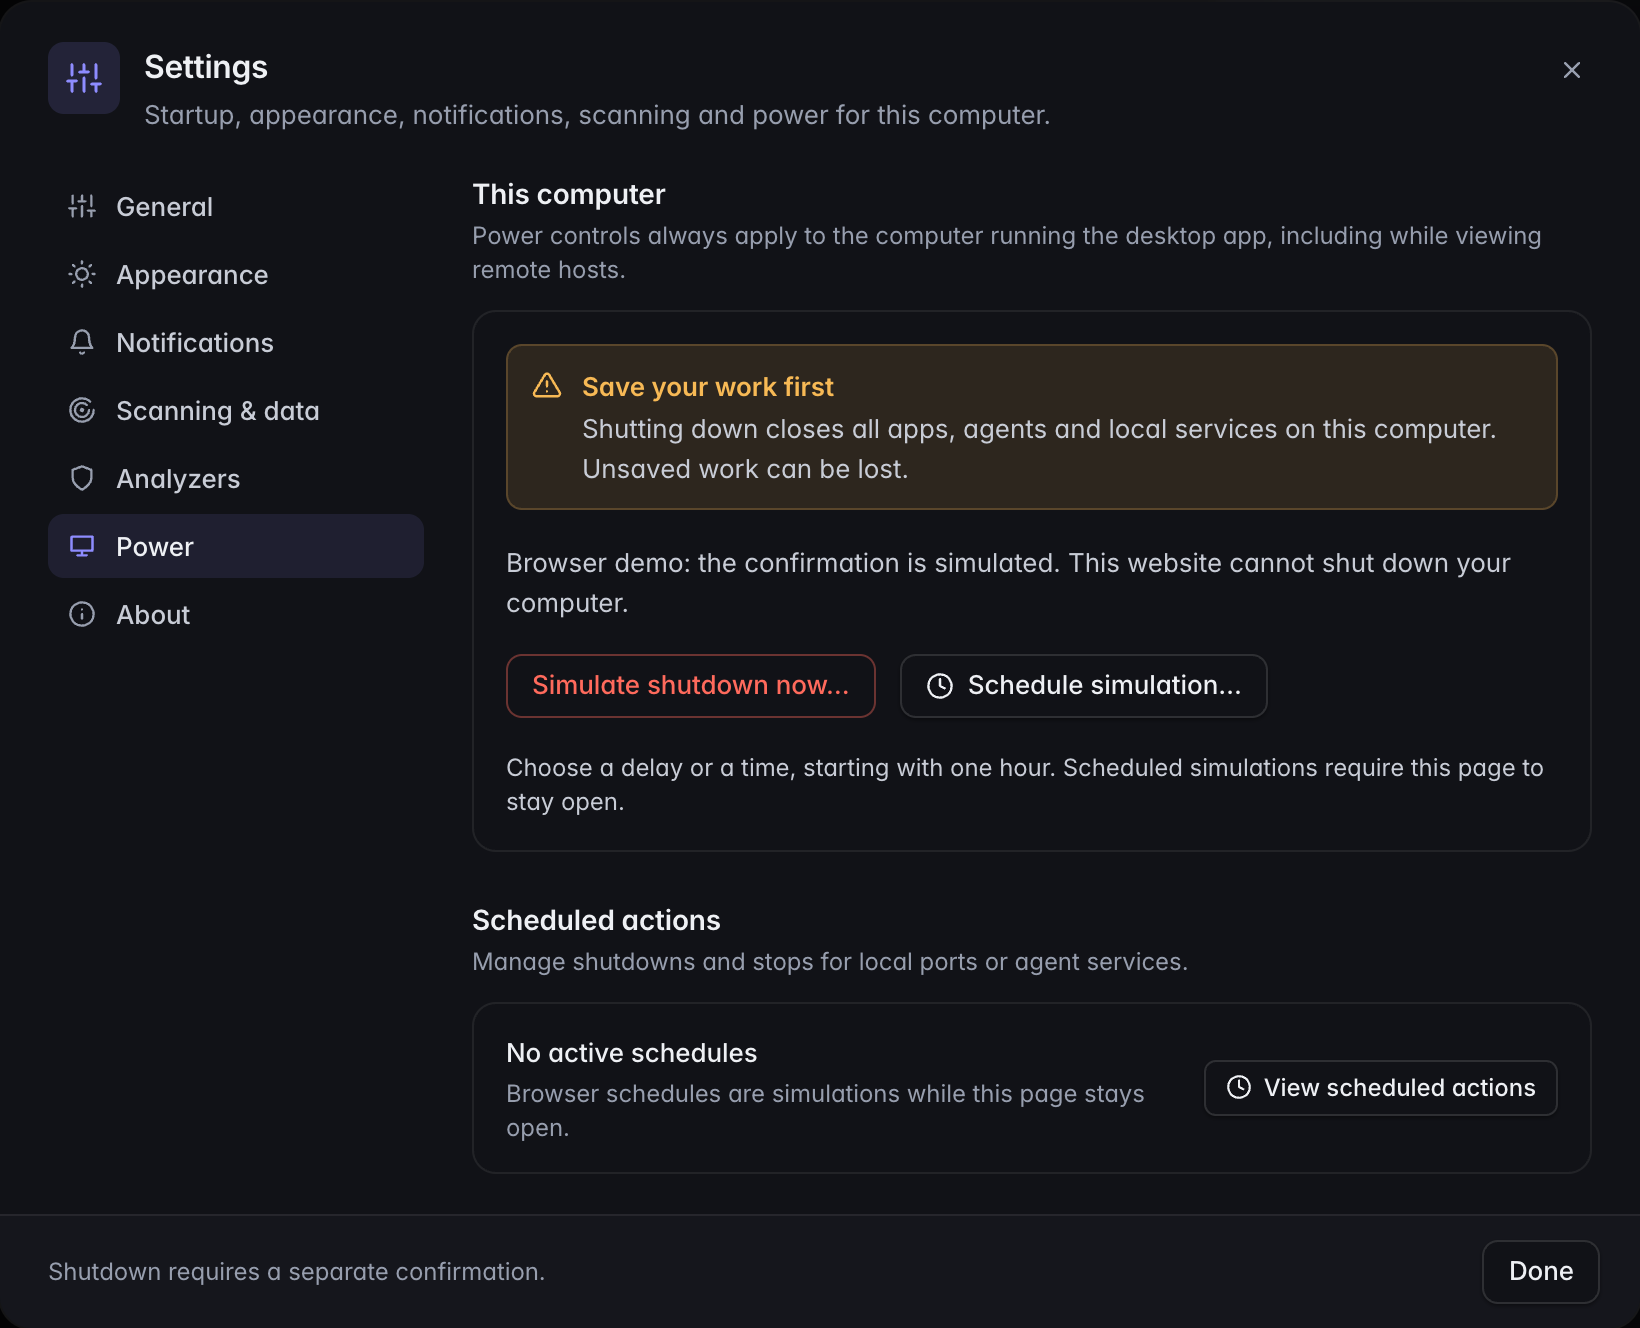 Settings
Startup, appearance, notifications, scanning and power for this computer.
General
Appearance
Notifications
Scanning & data
Analyzers
Power
About
This computer
Power controls always apply to the computer running the desktop app, including while viewing
remote hosts.
Save your work first
Shutting down closes all apps, agents and local services on this computer.
Unsaved work can be lost.
Browser demo: the confirmation is simulated. This website cannot shut down your
computer.
Simulate shutdown now...
Schedule simulation...
Choose a delay or a time, starting with one hour. Scheduled simulations require this page to
stay open.
Scheduled actions
Manage shutdowns and stops for local ports or agent services.
No active schedules
Browser schedules are simulations while this page stays
open.
View scheduled actions
Shutdown requires a separate confirmation.
Done